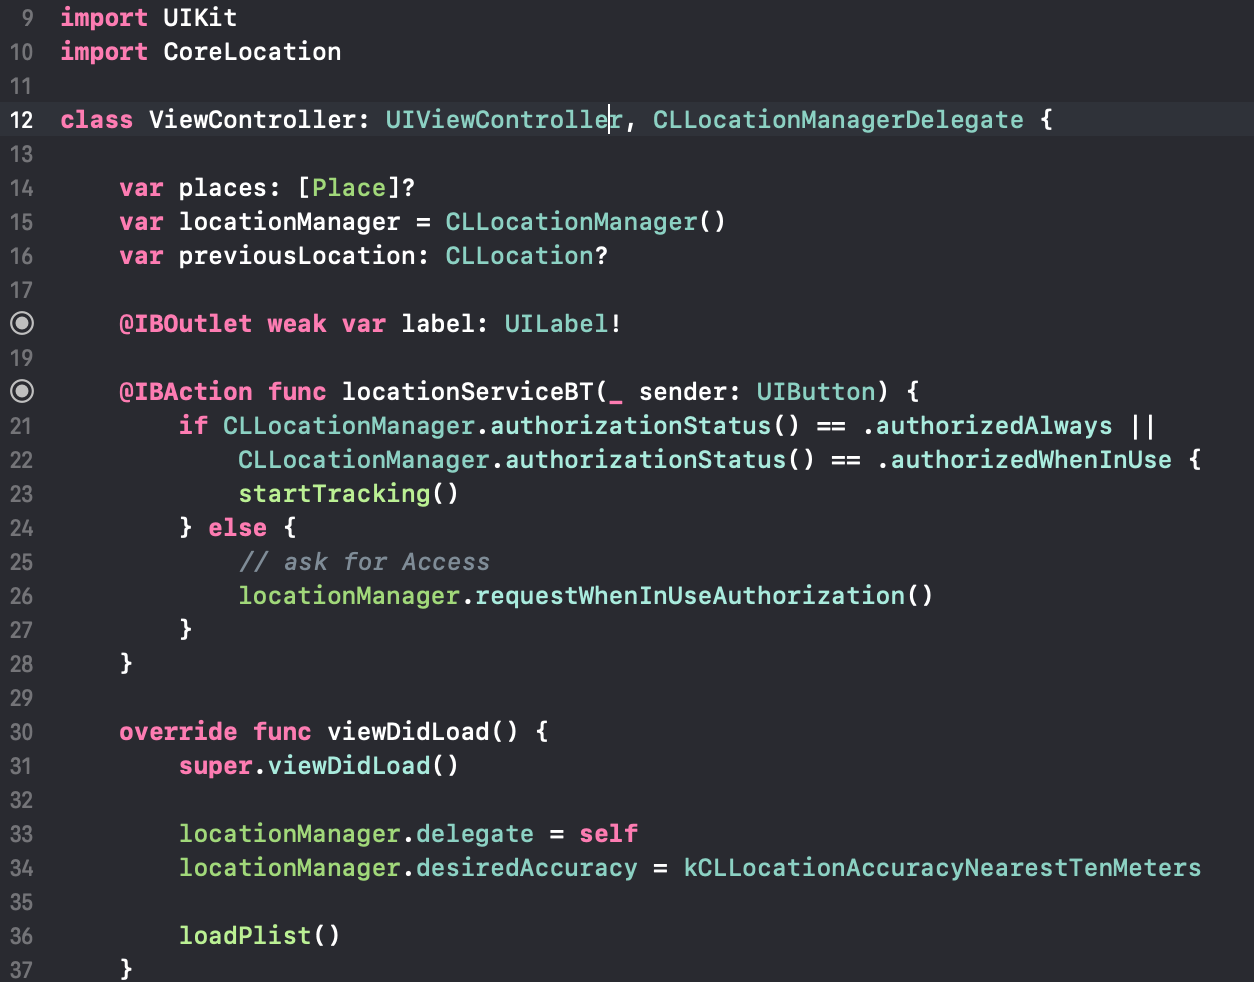 9 import UIKit
10 import CoreLocation
11
12 class ViewController: UIViewController, CLLocationManagerDelegate {
13
14     var places: [Place]?
15     var locationManager = CLLocationManager()
16     var previousLocation: CLLocation?
17
@IBOutlet weak var label: UILabel!
19
@IBAction func locationServiceBT(_ sender: UIButton) {
21         if CLLocationManager.authorizationStatus() == .authorizedAlways ||
22             CLLocationManager.authorizationStatus() == .authorizedWhenInUse {
23             startTracking()
24         } else {
25             // ask for Access
26             locationManager.requestWhenInUseAuthorization()
27         }
28     }
29
30     override func viewDidLoad() {
31         super.viewDidLoad()
32
33         locationManager.delegate = self
34         locationManager.desiredAccuracy = kCLLocationAccuracyNearestTenMeters
35
36         loadPlist()
37     }